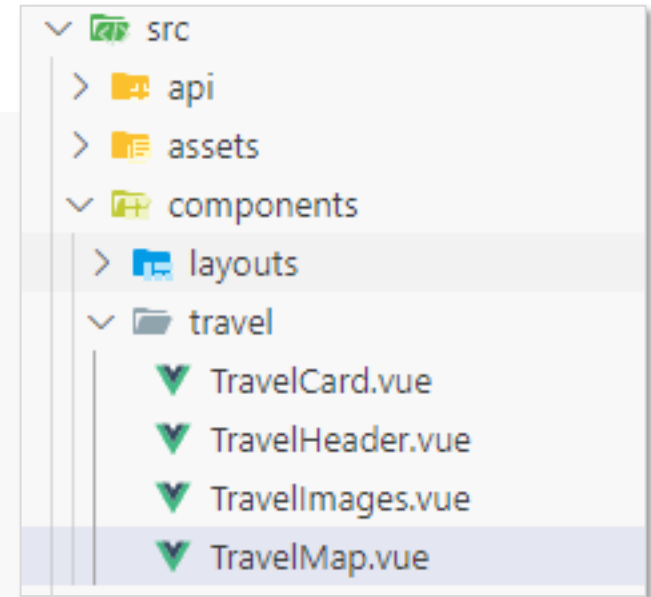 src
api
assets
components
layouts
travel
TravelCard.vue
TravelHeader.vue
TravelImages.vue
TravelMap.vue